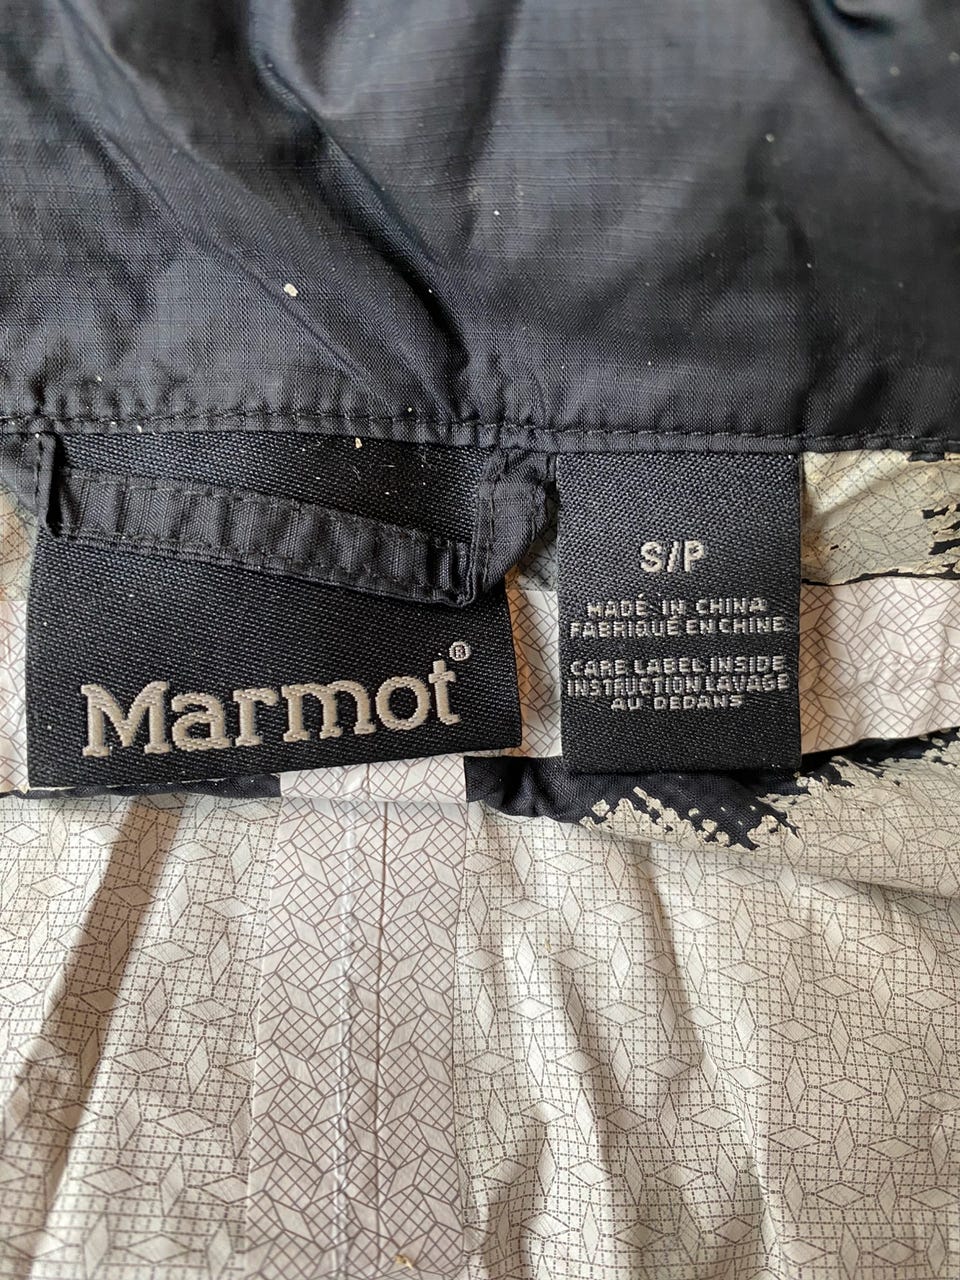 Marmot®
S/P
MADE IN CHINA
FABRIQUÉ EN CHINE
CARE LABEL INSIDE
INSTRUCTION LAVAGE
AU DEDANS